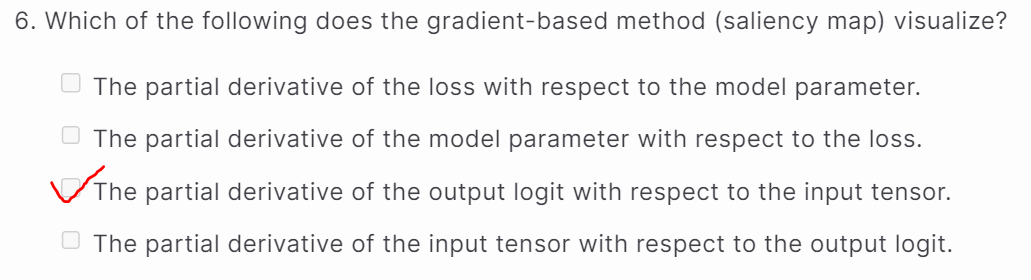 6. Which of the following does the gradient-based method (saliency map) visualize?
The partial derivative of the loss with respect to the model parameter.
The partial derivative of the model parameter with respect to the loss.
The partial derivative of the output logit with respect to the input tensor.
The partial derivative of the input tensor with respect to the output logit.